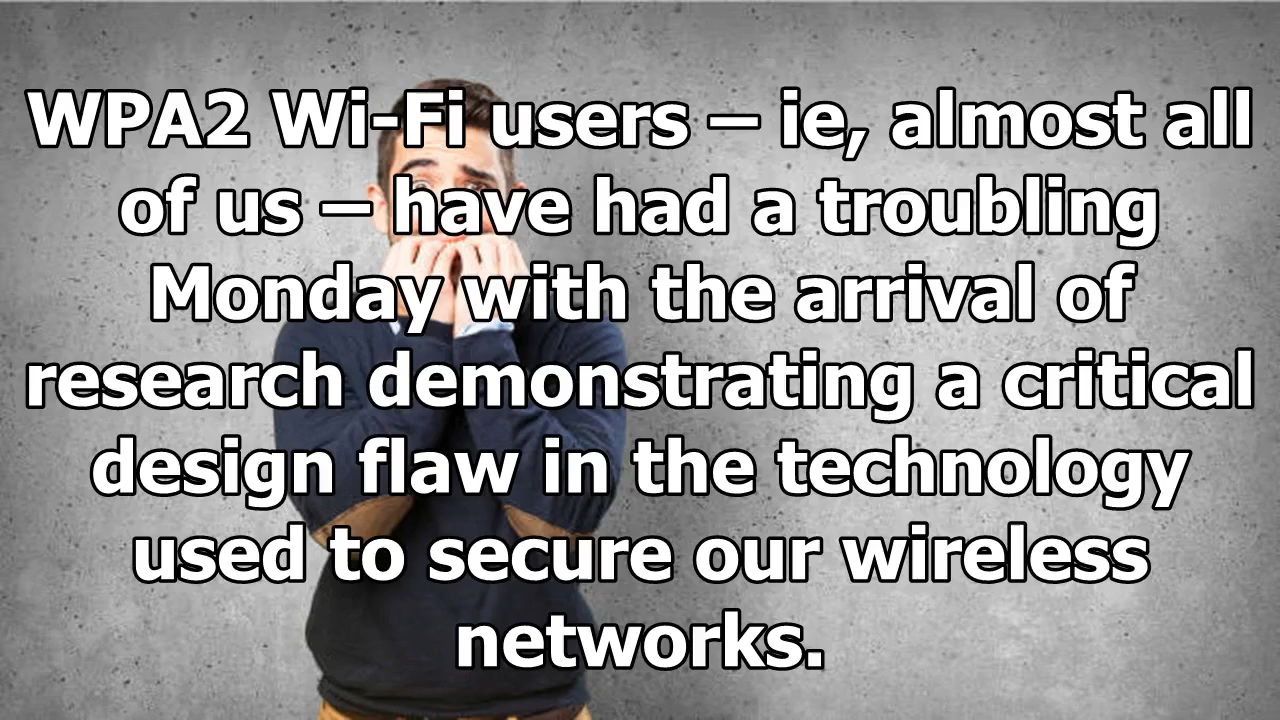 WPA2 Wi-Fi users – ie, almost all
of us – have had a troubling
Monday with the arrival of
research demonstrating a critical
design flaw in the technology
used to secure our wireless
networks.